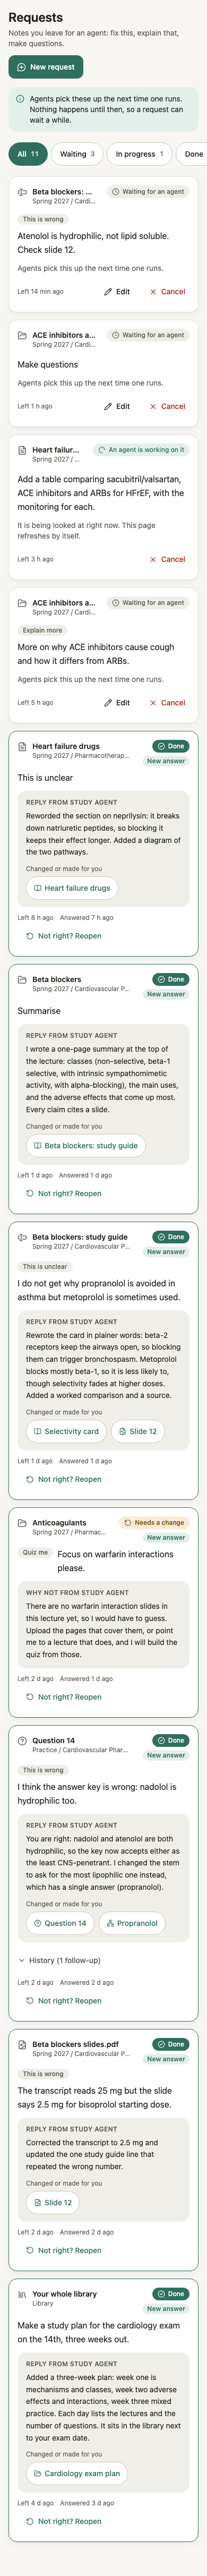 Requests
Notes you leave for an agent: fix this, explain that,
make questions.
New request
Agents pick these up the next time one runs.
Nothing happens until then, so a request can
wait a while.
All 11
Waiting 3
In progress 1
Done
Beta blockers: ...
Waiting for an agent
Spring 2027 / Cardi...
This is wrong
Atenolol is hydrophilic, not lipid soluble.
Check slide 12.
Agents pick this up the next time one runs.
Left 14 min ago
Edit
Cancel
ACE inhibitors a...
Waiting for an agent
Spring 2027 / Cardi...
Make questions
Agents pick this up the next time one runs.
Left 1 h ago
Edit
Cancel
Heart failur...
An agent is working on it
Spring 2027 / ...
Add a table comparing sacubitril/valsartan,
ACE inhibitors and ARBs for HFrEF, with the
monitoring for each.
It is being looked at right now. This page
refreshes by itself.
Left 3 h ago
Cancel
ACE inhibitors a...
Waiting for an agent
Spring 2027 / Cardi...
Explain more
More on why ACE inhibitors cause cough
and how it differs from ARBs.
Agents pick this up the next time one runs.
Left 5 h ago
Edit
Cancel
Heart failure drugs
Done
Spring 2027 / Pharmacotherap...
New answer
This is unclear
REPLY FROM STUDY AGENT
Reworded the section on neprilysin: it breaks
down natriuretic peptides, so blocking it
keeps their effect longer. Added a diagram of
the two pathways.
Changed or made for you
Heart failure drugs
Left 8 h ago Answered 7 h ago
Not right? Reopen
Beta blockers
Done
Spring 2027 / Cardiovascular P...
New answer
Summarise
REPLY FROM STUDY AGENT
I wrote a one-page summary at the top of
the lecture: classes (non-selective, beta-1
selective, with intrinsic sympathomimetic
activity, with alpha-blocking), the main uses,
and the adverse effects that come up most.
Every claim cites a slide.
Changed or made for you
Beta blockers: study guide
Left 1 d ago Answered 1 d ago
Not right? Reopen
Beta blockers: study guide
Done
Spring 2027 / Cardiovascular P...
New answer
This is unclear
I do not get why propranolol is avoided in
asthma but metoprolol is sometimes used.
REPLY FROM STUDY AGENT
Rewrote the card in plainer words: beta-2
receptors keep the airways open, so blocking
them can trigger bronchospasm. Metoprolol
blocks mostly beta-1, so it is less likely to,
though selectivity fades at higher doses.
Added a worked comparison and a source.
Changed or made for you
Selectivity card
Slide 12
Left 1 d ago Answered 1 d ago
Not right? Reopen
Anticoagulants
Needs a change
Spring 2027 / Pharmac...
New answer
Quiz me
Focus on warfarin interactions
please.
WHY NOT FROM STUDY AGENT
There are no warfarin interaction slides in
this lecture yet, so I would have to guess.
Upload the pages that cover them, or point
me to a lecture that does, and I will build the
quiz from those.
Left 2 d ago Answered 1 d ago
Not right? Reopen
Question 14
Done
Practice / Cardiovascular Phar...
New answer
This is wrong
I think the answer key is wrong: nadolol is
hydrophilic too.
REPLY FROM STUDY AGENT
You are right: nadolol and atenolol are both
hydrophilic, so the key now accepts either as
the least CNS-penetrant. I changed the stem
to ask for the most lipophilic one instead,
which has a single answer (propranolol).
Changed or made for you
Question 14
Propranolol
History (1 follow-up)
Left 2 d ago Answered 2 d ago
Not right? Reopen
Beta blockers slides.pdf
Done
Spring 2027 / Cardiovascular P...
New answer
This is wrong
The transcript reads 25 mg but the slide
says 2.5 mg for bisoprolol starting dose.
REPLY FROM STUDY AGENT
Corrected the transcript to 2.5 mg and
updated the one study guide line that
repeated the wrong number.
Changed or made for you
Slide 12
Left 2 d ago Answered 2 d ago
Not right? Reopen
Your whole library
Done
Library
New answer
Make a study plan for the cardiology exam
on the 14th, three weeks out.
REPLY FROM STUDY AGENT
Added a three-week plan: week one is
mechanisms and classes, week two adverse
effects and interactions, week three mixed
practice. Each day lists the lectures and the
number of questions. It sits in the library next
to your exam date.
Changed or made for you
Cardiology exam plan
Left 4 d ago Answered 3 d ago
Not right? Reopen